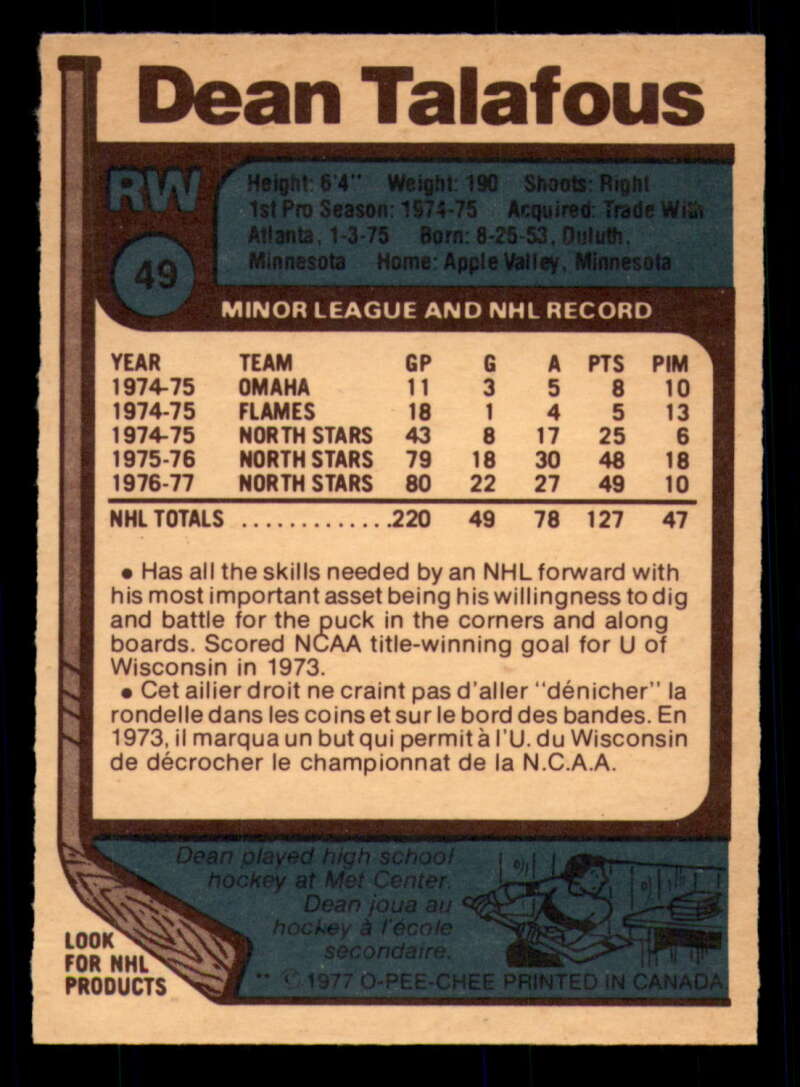 Dean Talafous
RW
49
Height: 6'4" Weight: 190 Shoots: Right
1st Pro Season: 1974-75 Acquired: Trade With
Atlanta, 1-3-75 Born: 8-25-53, Duluth,
Minnesota Home: Apple Valley, Minnesota
MINOR LEAGUE AND NHL RECORD
YEAR TEAM GP G A PTS PIM
1974-75 OMAHA 11 3 5 8 10
1974-75 FLAMES 18 1 4 5 13
1974-75 NORTH STARS 43 8 17 25 6
1975-76 NORTH STARS 79 18 30 48 18
1976-77 NORTH STARS 80 22 27 49 10
NHL TOTALS .............220 49 78 127 47
• Has all the skills needed by an NHL forward with
his most important asset being his willingness to dig
and battle for the puck in the corners and along
boards. Scored NCAA title-winning goal for U of
Wisconsin in 1973.
• Cet ailier droit ne craint pas d'aller "dénicher" la
rondelle dans les coins et sur le bord des bandes. En
1973, il marqua un but qui permit à l'U. du Wisconsin
de décrocher le championnat de la N.C.A.A.
Dean played high school
hockey at Met Center.
Dean joua au
hockey à l'école
secondaire.
LOOK
FOR NHL
PRODUCTS
** © 1977 O-PEE-CHEE PRINTED IN CANADA